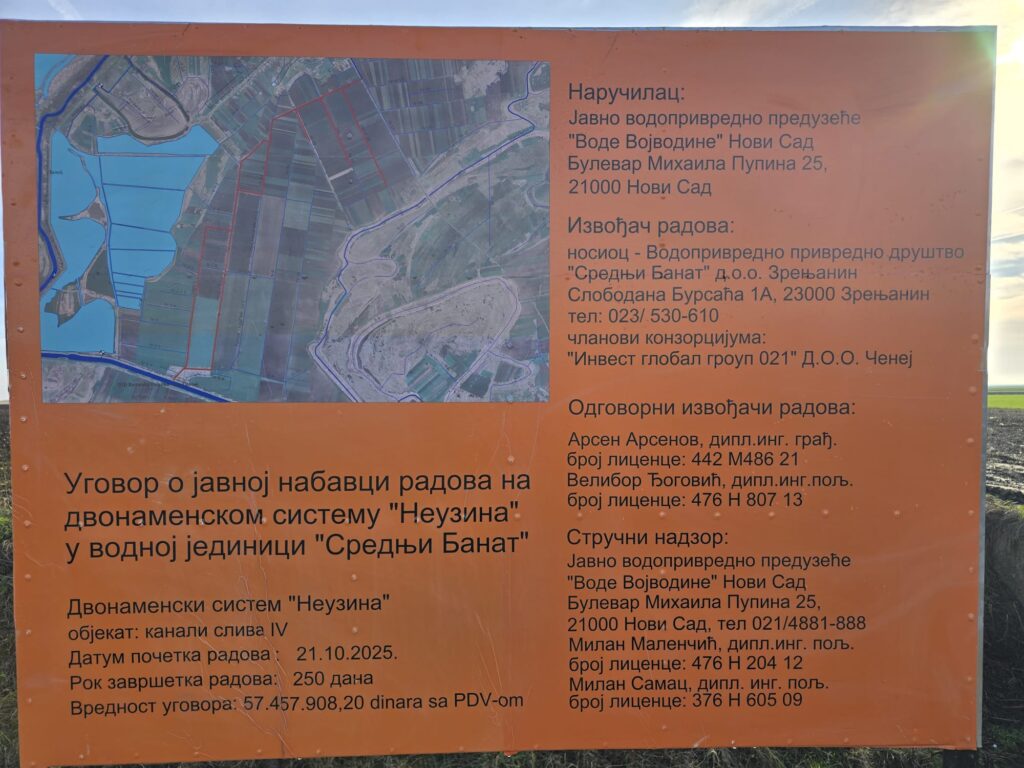 Наручилац:
Јавно водопривредно предузеће
"Воде Војводине" Нови Сад
Булевар Михаила Пупина 25,
21000 Нови Сад
Извођач радова:
носиоц - Водопривредно привредно друштво
"Средњи Банат" д.о.о. Зрењанин
Слободана Бурсаћа 1А, 23000 Зрењанин
тел: 023/ 530-610
чланови конзорцијума:
"Инвест глобал гроуп 021" Д.О.О. Ченеј
Одговорни извођачи радова:
Арсен Арсенов, дипл.инг. грађ.
број лиценце: 442 М486 21
Велибор Ђоговић, дипл.инг.пољ.
број лиценце: 476 Н 807 13
Стручни надзор:
Јавно водопривредно предузеће
"Воде Војводине" Нови Сад
Булевар Михаила Пупина 25,
21000 Нови Сад, тел 021/4881-888
Милан Маленчић, дипл.инг. пољ.
број лиценце: 476 Н 204 12
Милан Самац, дипл. инг. пољ.
број лиценце: 376 Н 605 09
Уговор о јавној набавци радова на
двонаменском систему "Неузина"
у водној јединици "Средњи Банат"
Двонаменски систем "Неузина"
објекат: канали слива IV
Датум почетка радова : 21.10.2025.
Рок завршетка радова: 250 дана
Вредност уговора: 57.457.908,20 dinara sa PDV-om